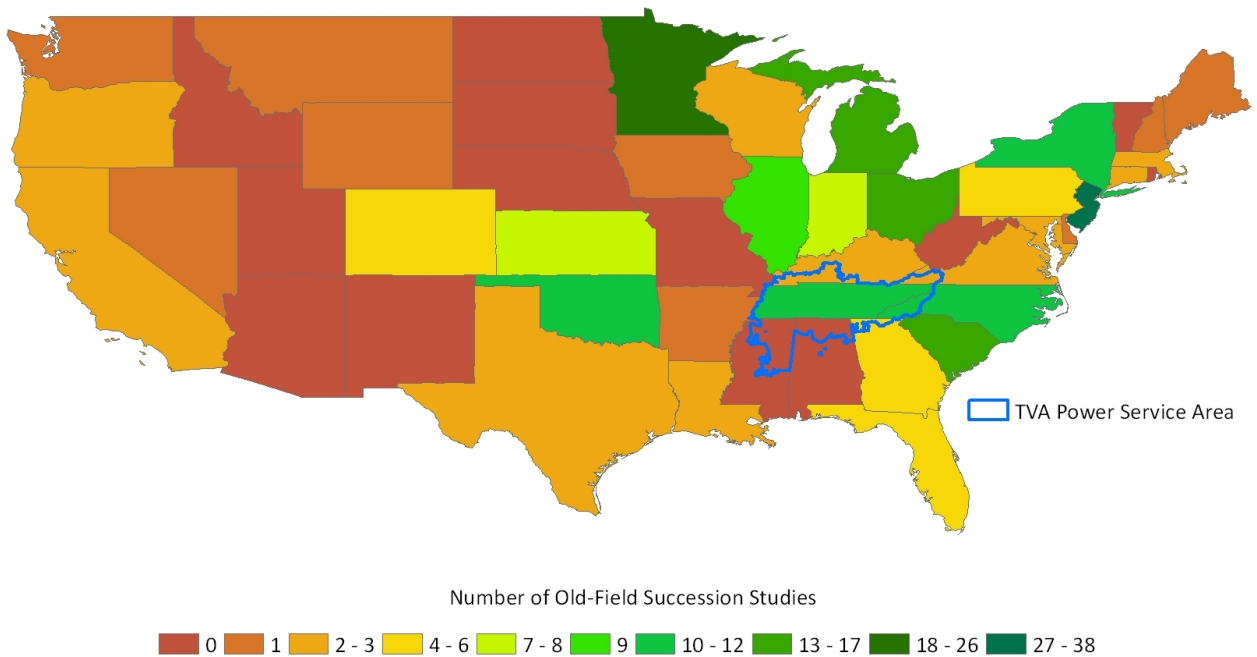 TVA Power Service Area
Number of Old-Field Succession Studies
0 1 2 - 3 4 - 6 7 - 8 9 10 - 12 13 - 17 18 - 26 27 - 38